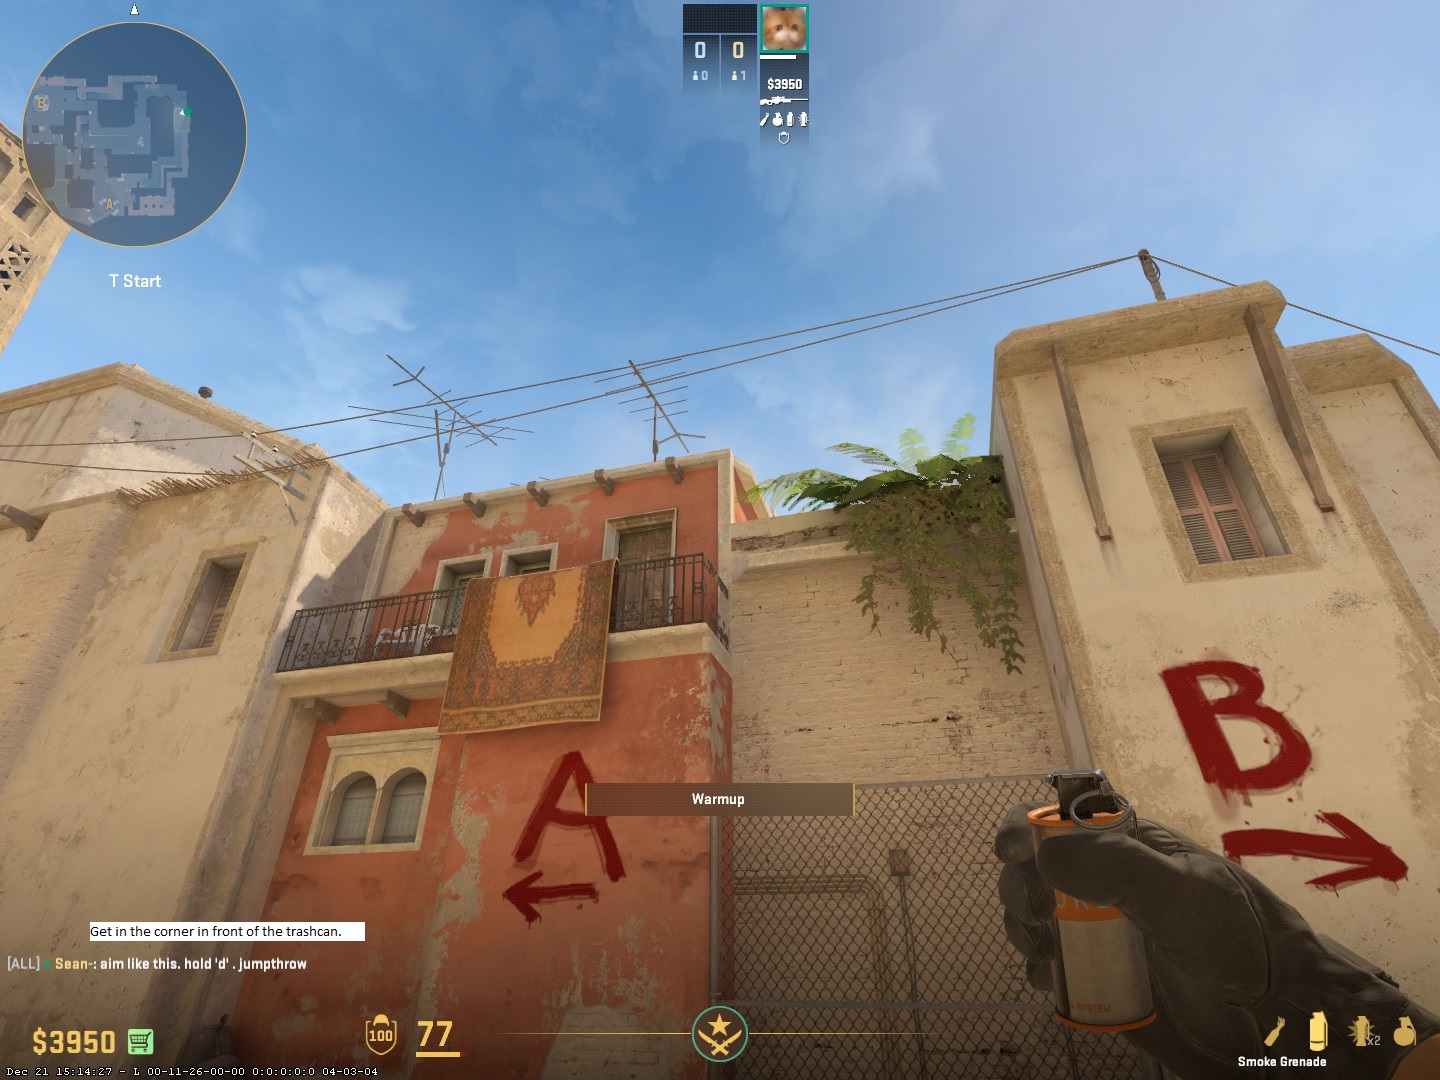 0 0
0 1
$3950
B
A
T Start
B
A
Warmup
Get in the corner in front of the trashcan.
[ALL] Sean-: aim like this. hold 'd' . jumpthrow
$3950
100
77
x2
SYSTEM
Smoke Grenade
Dec 21 15:14:27 - L 00-11-26-00-00 0:0:0:0:0 04-03-04